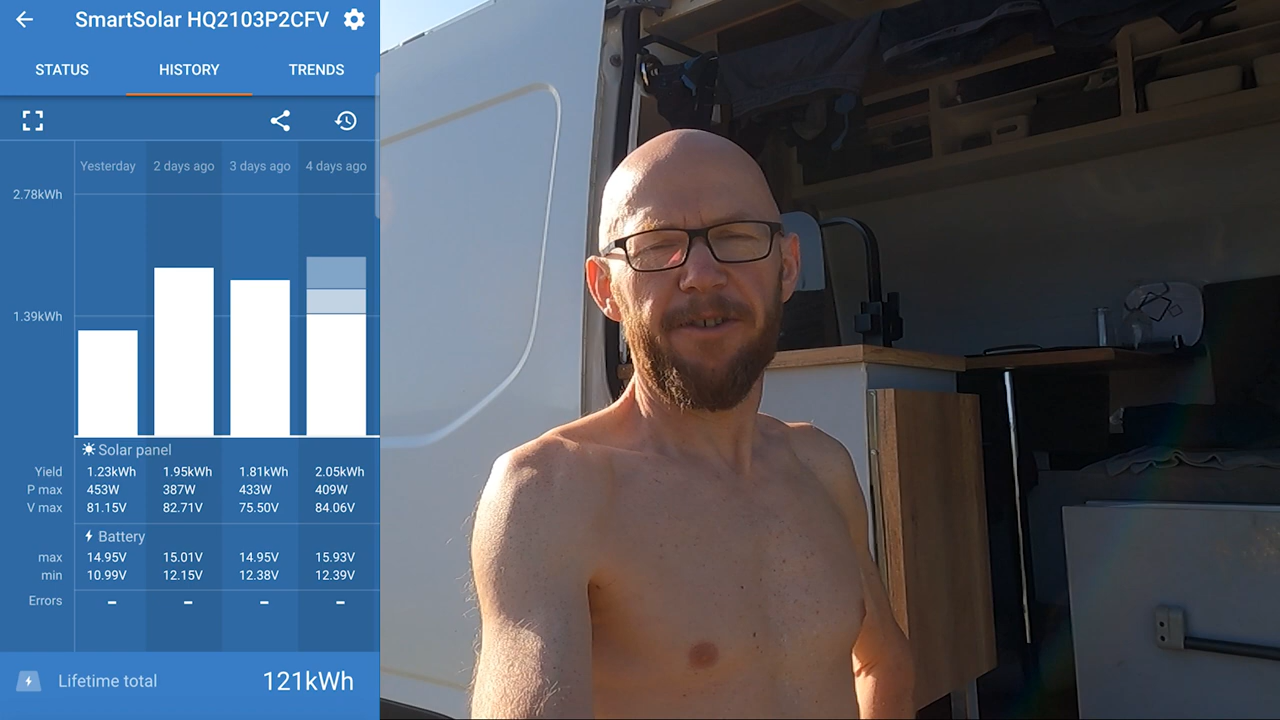 SmartSolar HQ2103P2CFV
STATUS HISTORY TRENDS
Yesterday 2 days ago 3 days ago 4 days ago
2.78kWh
1.39kWh
Solar panel
Yield 1.23kWh 1.95kWh 1.81kWh 2.05kWh
P max 453W 387W 433W 409W
V max 81.15V 82.71V 75.50V 84.06V
Battery
max 14.95V 15.01V 14.95V 15.93V
min 10.99V 12.15V 12.38V 12.39V
Errors – – – –
Lifetime total 121kWh